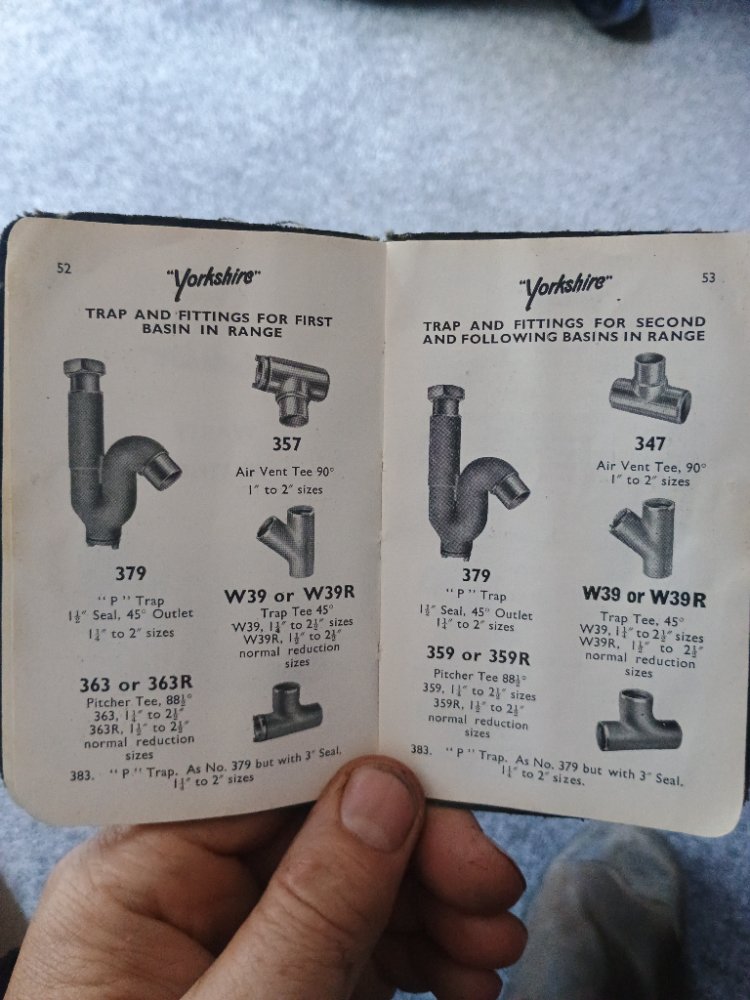 52
"Yorkshire"
TRAP AND FITTINGS FOR FIRST
BASIN IN RANGE
357
Air Vent Tee 90°
1" to 2" sizes
379
"P" Trap
1½" Seal, 45° Outlet
1¼" to 2" sizes
W39 or W39R
Trap Tee 45°
W39, 1¼" to 2½" sizes
W39R, 1½" to 2½"
normal reduction
sizes
363 or 363R
Pitcher Tee, 88½°
363, 1¼" to 2½"
363R, 1½" to 2½"
normal reduction
sizes
383. "P" Trap. As No. 379 but with 3" Seal.
1¼" to 2" sizes
53
"Yorkshire"
TRAP AND FITTINGS FOR SECOND
AND FOLLOWING BASINS IN RANGE
347
Air Vent Tee, 90°
1" to 2" sizes
379
"P" Trap
1½" Seal, 45° Outlet
1¼" to 2" sizes
W39 or W39R
Trap Tee, 45°
W39, 1¼" to 2½" sizes
W39R, 1½" to 2½"
normal reduction
sizes
359 or 359R
Pitcher Tee 88½°
359, 1¼" to 2½" sizes
359R, 1½" to 2½"
normal reduction
sizes
383. "P" Trap. As No. 379 but with 3" Seal,
1¼" to 2" sizes.